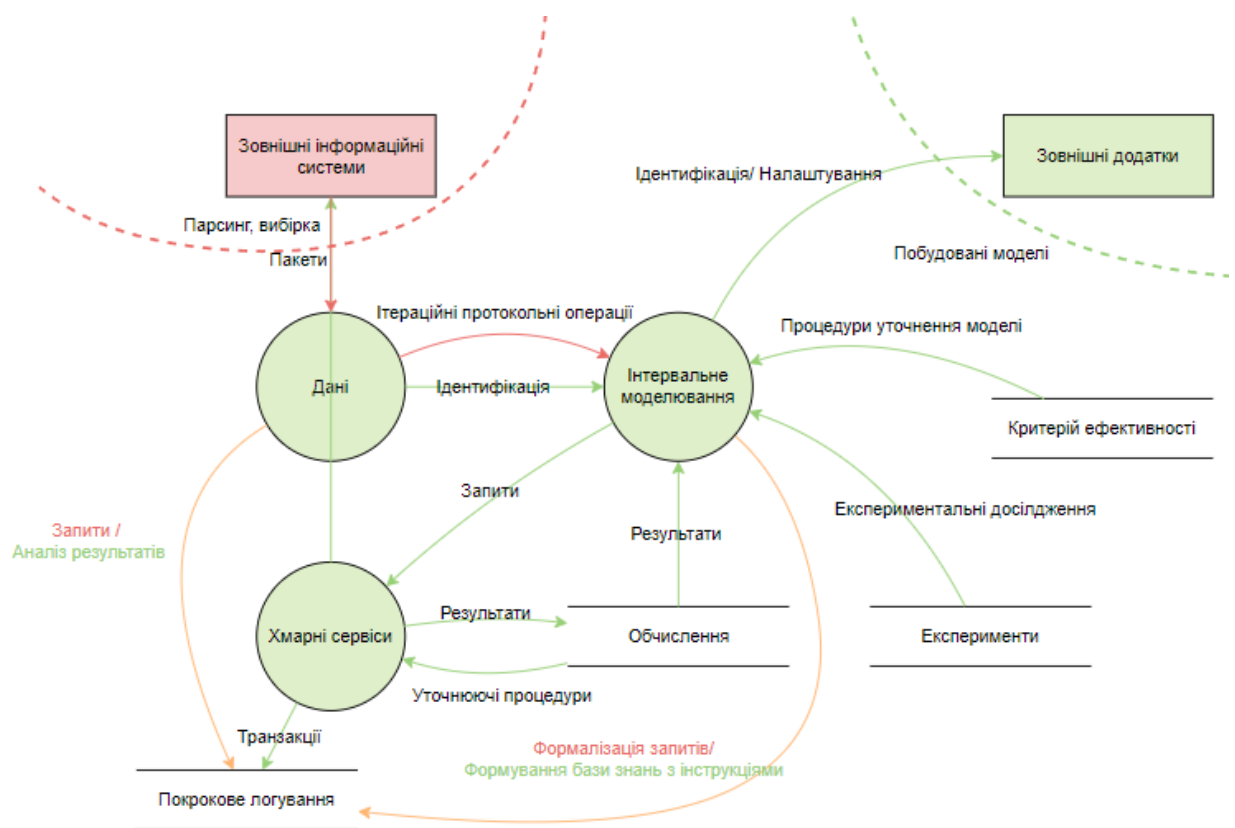 Зовнішні інформаційні
системи
Зовнішні додатки
Ідентифікація/ Налаштування
Парсинг, вибірка
Пакети
Побудовані моделі
Ітераційні протокольні операції
Процедури уточнення моделі
Дані
Ідентифікація
Інтервальне
моделювання
Критерій ефективності
Запити
Експериментальні досілдження
Запити /
Аналіз результатів
Результати
Результати
Хмарні сервіси
Обчислення
Експерименти
Уточнюючі процедури
Транзакції
Формалізація запитів/
Формування бази знань з інструкціями
Покрокове логування